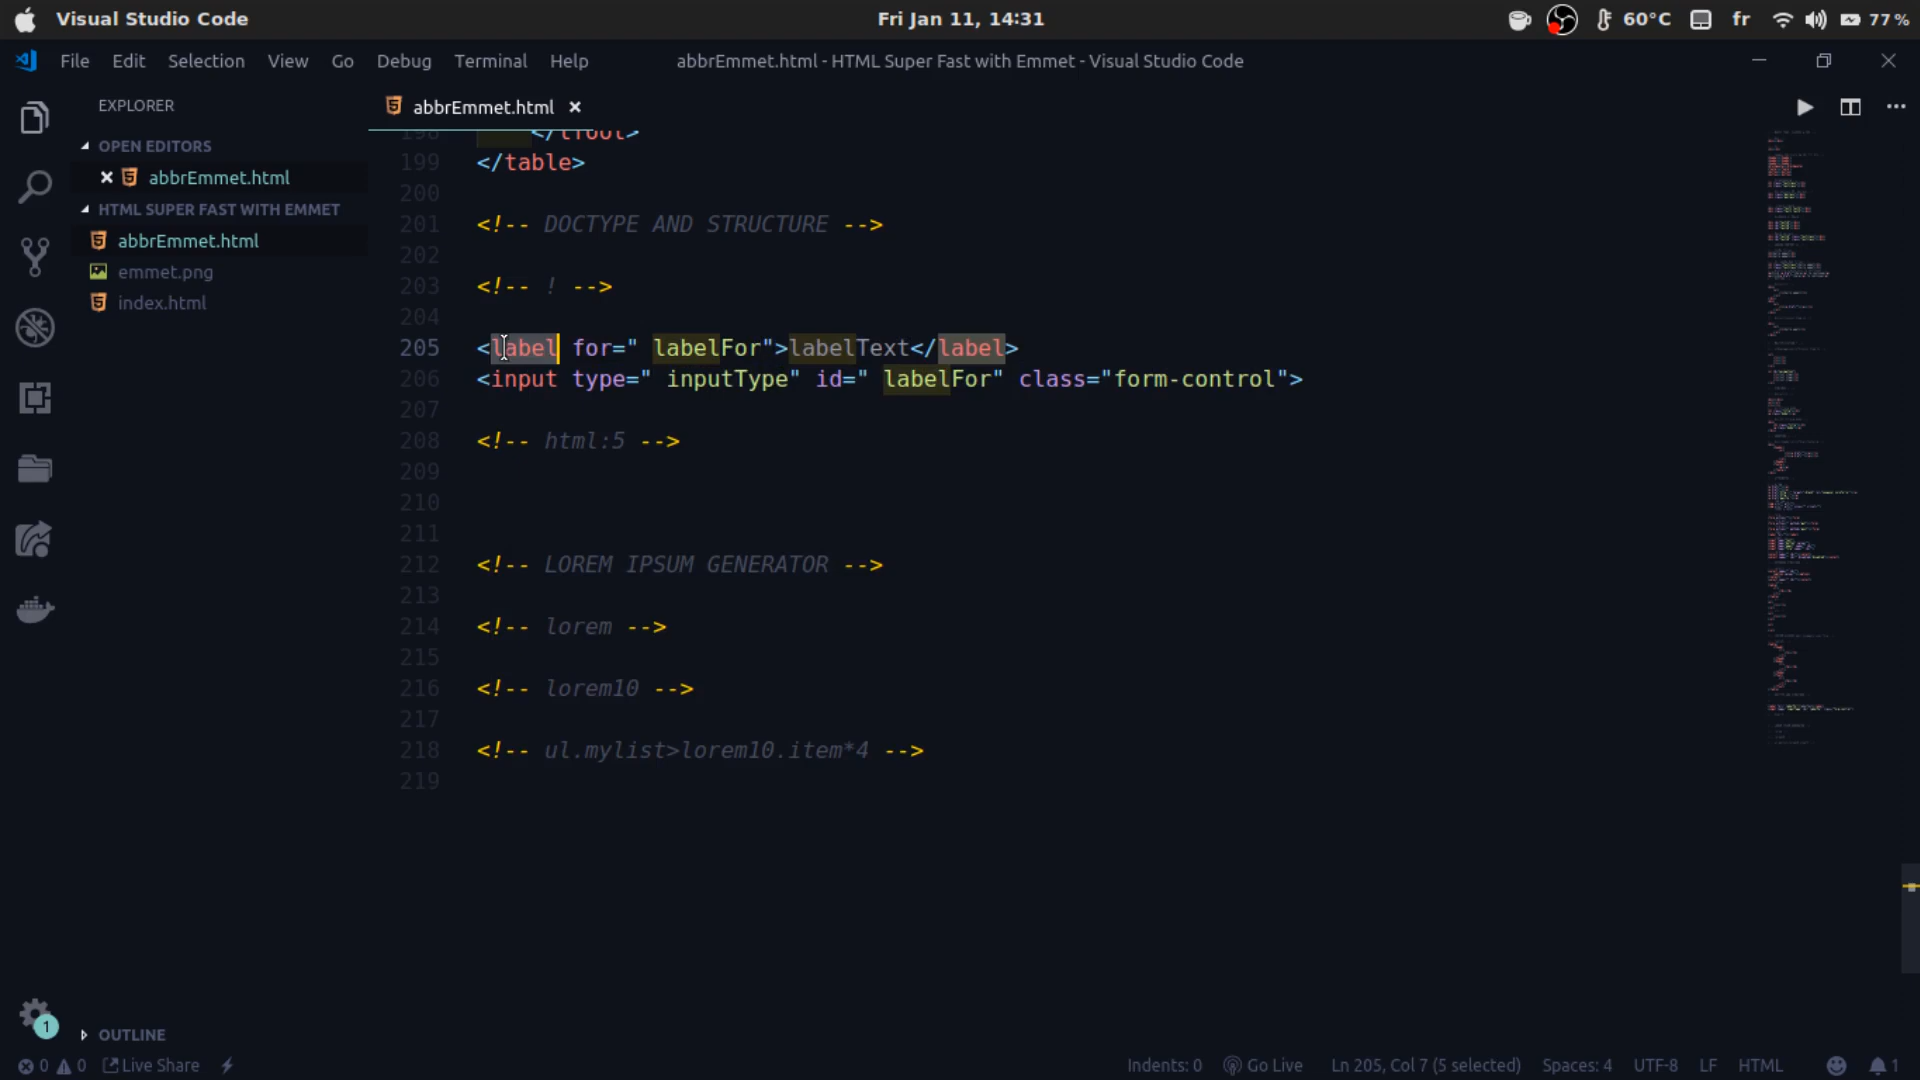 Visual Studio Code
Fri Jan 11, 14:31
60°C
fr
77%
File Edit Selection View Go Debug Terminal Help
abbrEmmet.html - HTML Super Fast with Emmet - Visual Studio Code
EXPLORER
OPEN EDITORS
abbrEmmet.html
HTML SUPER FAST WITH EMMET
abbrEmmet.html
emmet.png
index.html
OUTLINE
abbrEmmet.html
198 </tfoot>
199 </table>
200
201 <!-- DOCTYPE AND STRUCTURE -->
202
203 <!-- ! -->
204
205 <label for=" labelFor">labelText</label>
206 <input type=" inputType" id=" labelFor" class="form-control">
207
208 <!-- html:5 -->
209
210
211
212 <!-- LOREM IPSUM GENERATOR -->
213
214 <!-- lorem -->
215
216 <!-- lorem10 -->
217
218 <!-- ul.mylist>lorem10.item*4 -->
219
1
0 0 Live Share
Indents: 0 Go Live Ln 205, Col 7 (5 selected) Spaces: 4 UTF-8 LF HTML 1